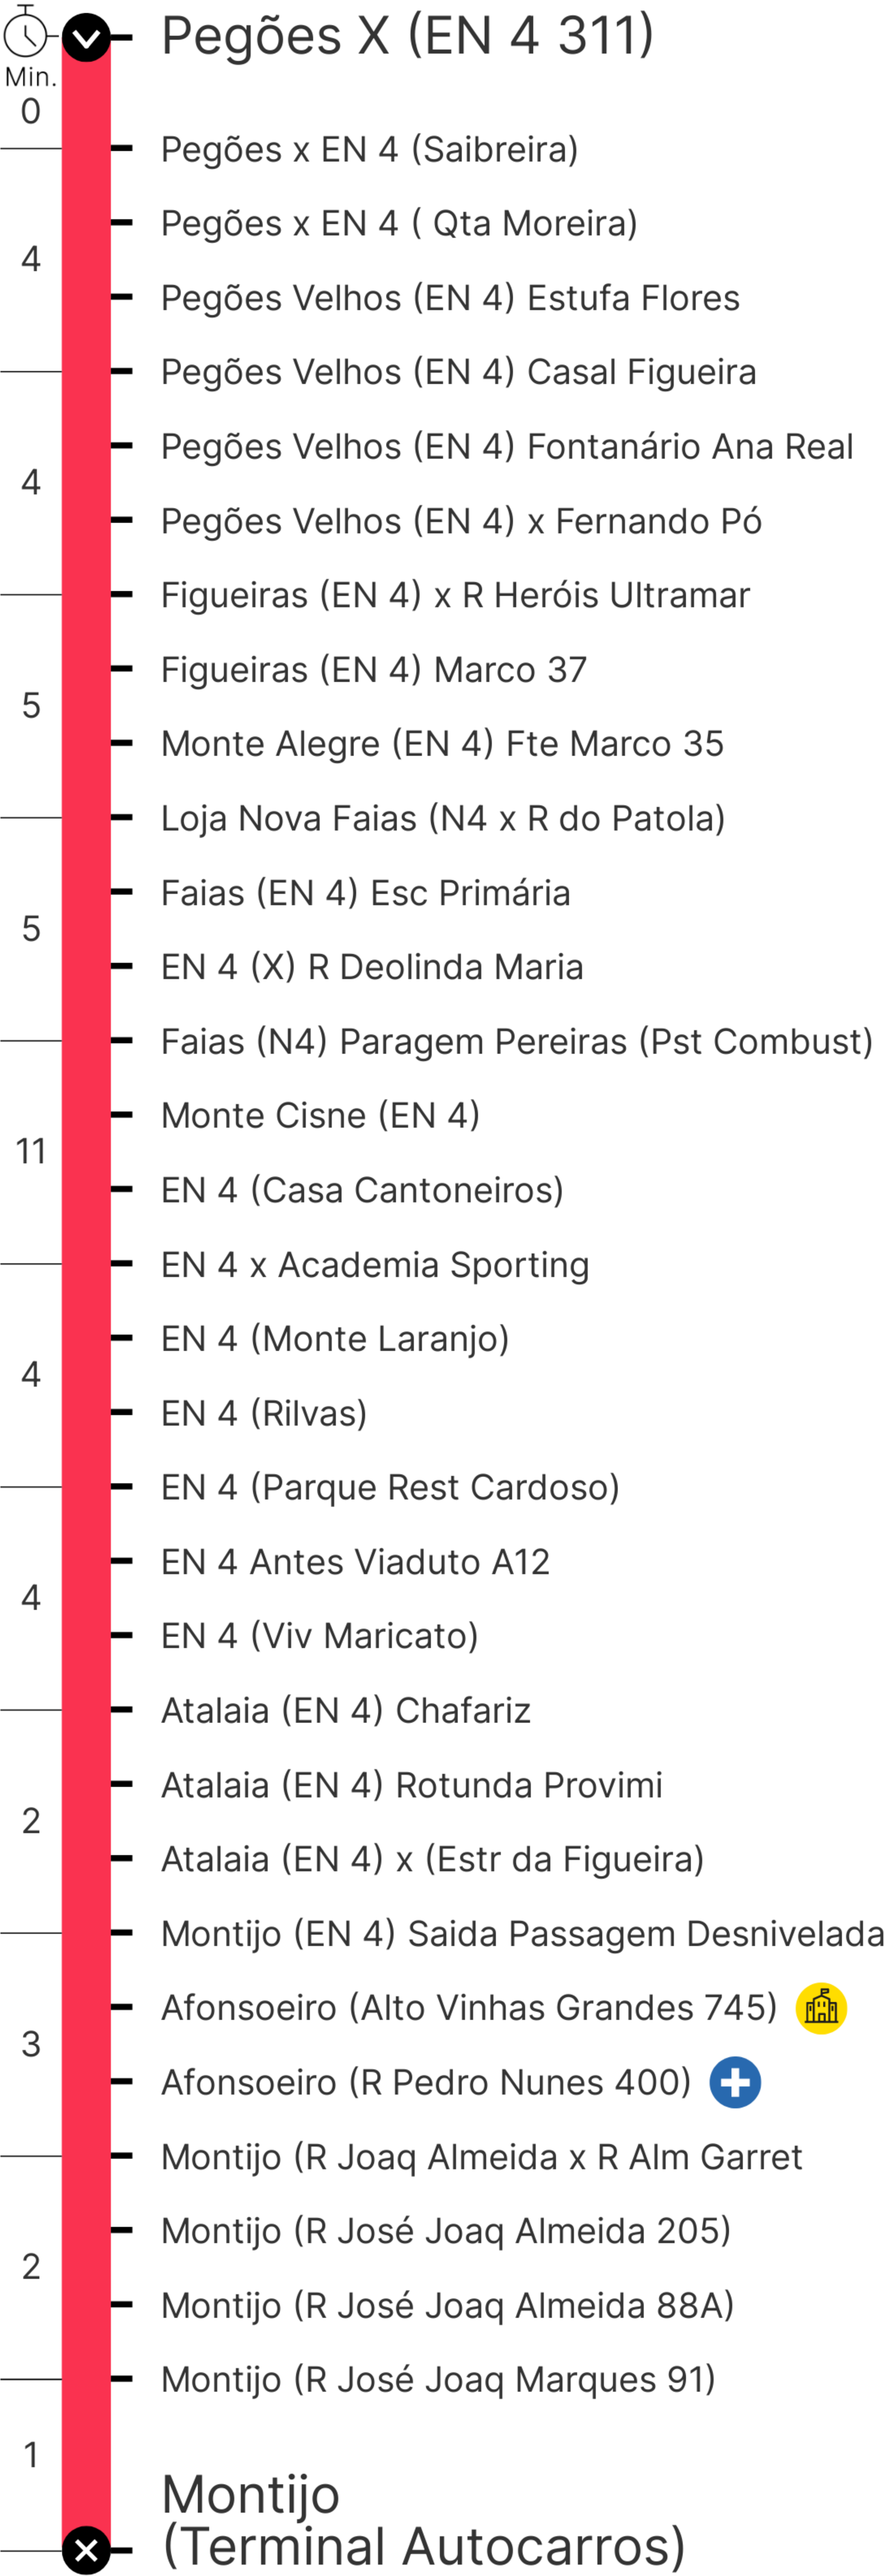 Pegões X (EN 4 311)
Min.
0
Pegões x EN 4 (Saibreira)
Pegões x EN 4 ( Qta Moreira)
4
Pegões Velhos (EN 4) Estufa Flores
Pegões Velhos (EN 4) Casal Figueira
Pegões Velhos (EN 4) Fontanário Ana Real
4
Pegões Velhos (EN 4) x Fernando Pó
Figueiras (EN 4) x R Heróis Ultramar
Figueiras (EN 4) Marco 37
5
Monte Alegre (EN 4) Fte Marco 35
Loja Nova Faias (N4 x R do Patola)
Faias (EN 4) Esc Primária
5
EN 4 (X) R Deolinda Maria
Faias (N4) Paragem Pereiras (Pst Combust)
Monte Cisne (EN 4)
11
EN 4 (Casa Cantoneiros)
EN 4 x Academia Sporting
EN 4 (Monte Laranjo)
4
EN 4 (Rilvas)
EN 4 (Parque Rest Cardoso)
EN 4 Antes Viaduto A12
4
EN 4 (Viv Maricato)
Atalaia (EN 4) Chafariz
Atalaia (EN 4) Rotunda Provimi
2
Atalaia (EN 4) x (Estr da Figueira)
Montijo (EN 4) Saida Passagem Desnivelada
Afonsoeiro (Alto Vinhas Grandes 745)
3
Afonsoeiro (R Pedro Nunes 400)
Montijo (R Joaq Almeida x R Alm Garret
Montijo (R José Joaq Almeida 205)
2
Montijo (R José Joaq Almeida 88A)
Montijo (R José Joaq Marques 91)
1
Montijo
(Terminal Autocarros)